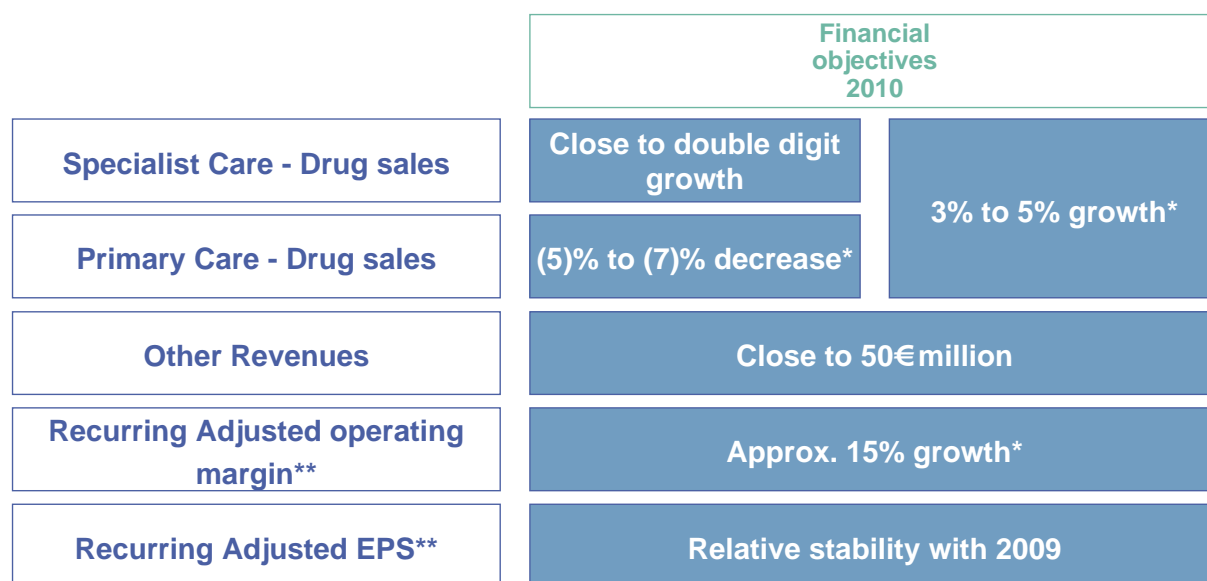 Financial
objectives
2010
Specialist Care - Drug sales
Close to double digit
growth
3% to 5% growth*
Primary Care - Drug sales
(5)% to (7)% decrease*
Other Revenues
Close to 50€million
Recurring Adjusted operating
margin**
Approx. 15% growth*
Recurring Adjusted EPS**
Relative stability with 2009